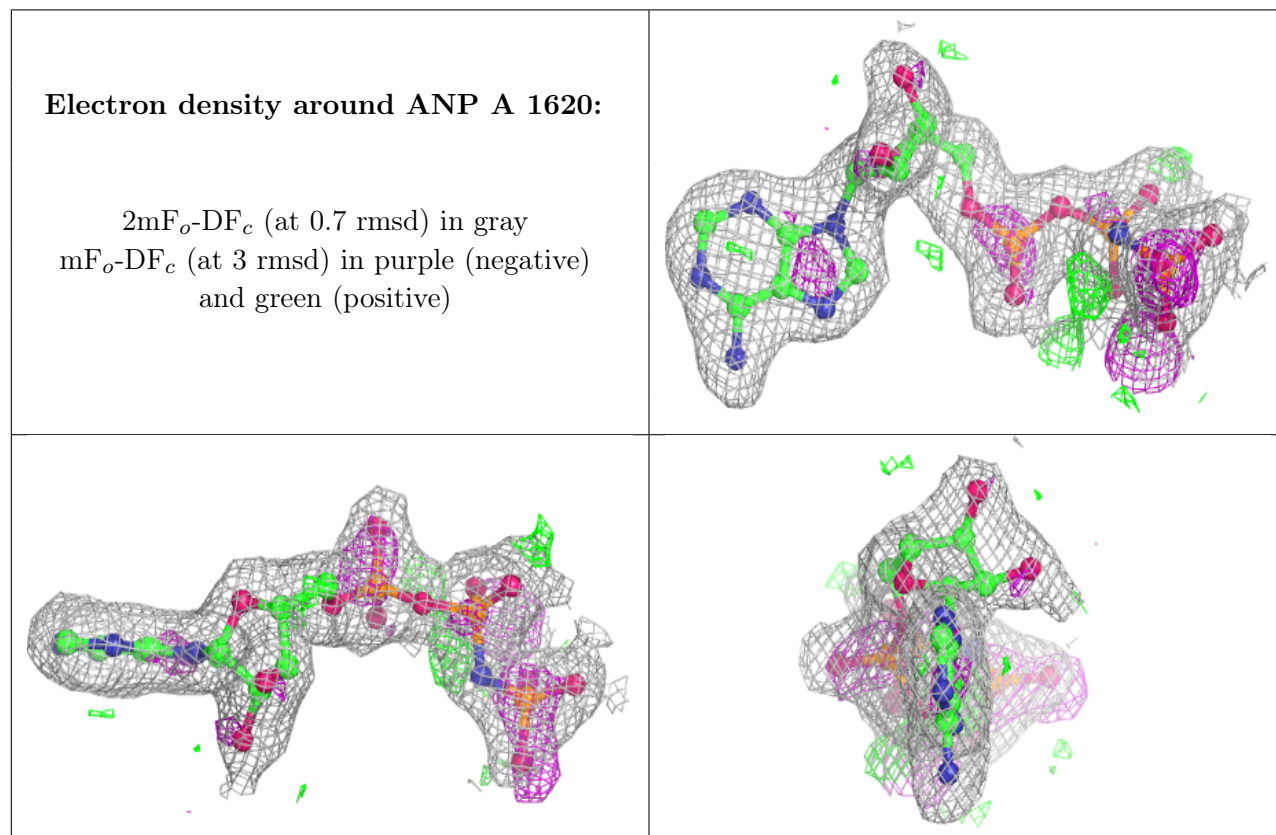 Electron density around ANP A 1620:
2mFo-DFc (at 0.7 rmsd) in gray
mFo-DFc (at 3 rmsd) in purple (negative)
and green (positive)